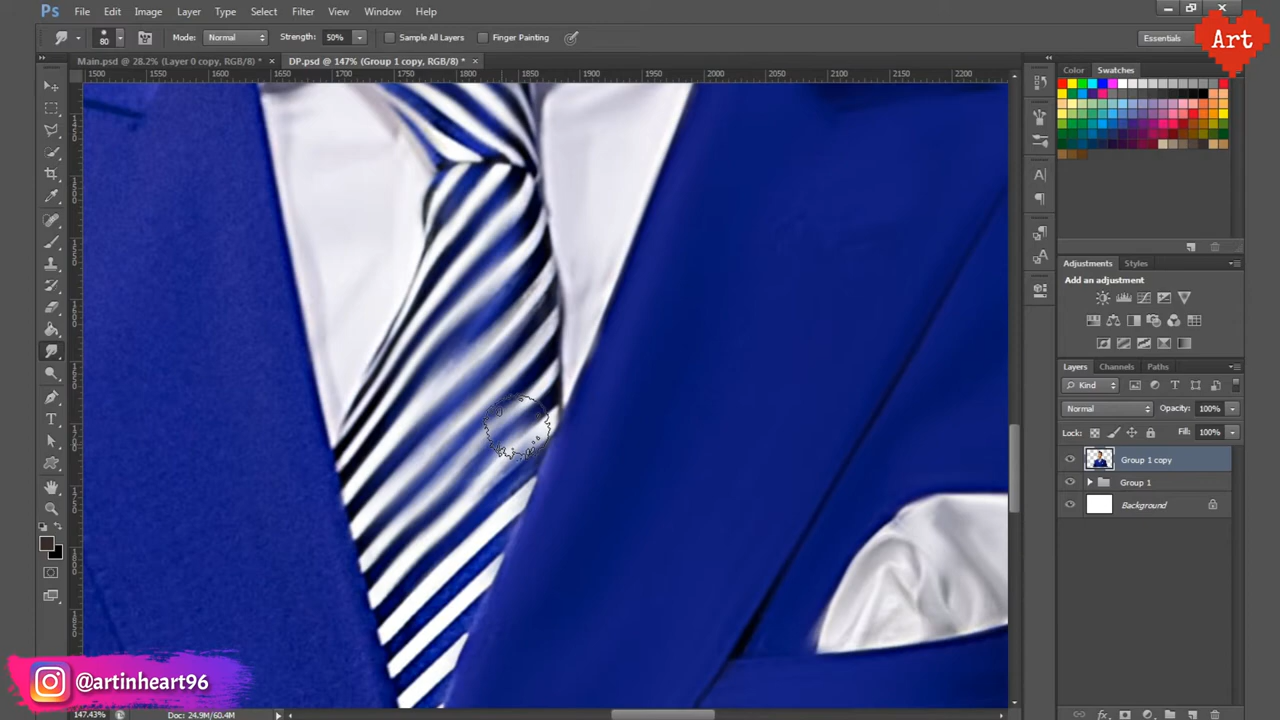 Ps File Edit Image Layer Type Select Filter View Window Help
80 Mode: Normal Strength: 50% Sample All Layers Finger Painting Essentials
Art
Main.psd @ 28.2% (Layer 0 copy, RGB/8) * × DP.psd @ 147% (Group 1 copy, RGB/8) * ×
1500 1550 1600 1650 1700 1750 1800 1850 1900 1950 2000 2050 2100 2150 2200
Color Swatches
Adjustments Styles
Add an adjustment
Layers Channels Paths
Kind
Normal Opacity: 100%
Lock: Fill: 100%
Group 1 copy
Group 1
Background
@artinheart96
147.43% Doc: 24.9M/60.4M